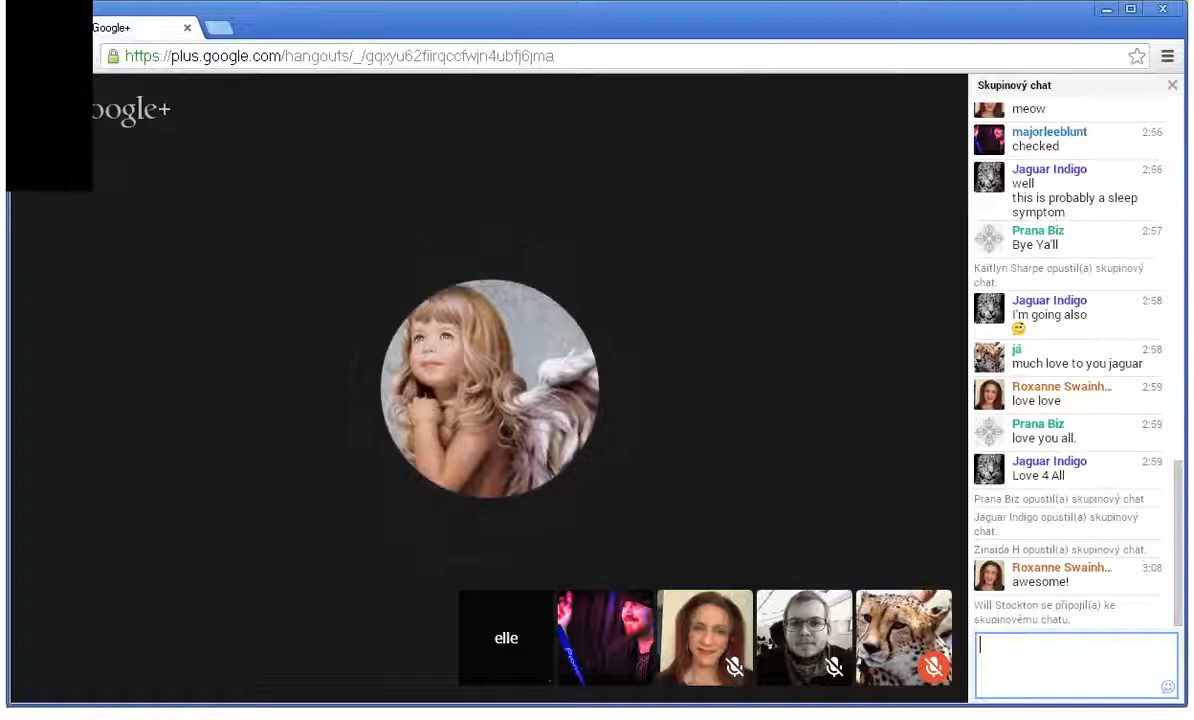 Google+
https://plus.google.com/hangouts/_/gqxyu62fiirqccfwjn4ubfj6jma
oogle+
Skupinový chat
meow
majorleeblunt 2:56
checked
Jaguar Indigo 2:56
well
this is probably a sleep
symptom
Prana Biz 2:57
Bye Ya'll
Kaitlyn Sharpe opustil(a) skupinový
chat.
Jaguar Indigo 2:58
I'm going also
já 2:58
much love to you jaguar
Roxanne Swainh... 2:59
love love
Prana Biz 2:59
love you all.
Jaguar Indigo 2:59
Love 4 All
Prana Biz opustil(a) skupinový chat
Jaguar Indigo opustil(a) skupinový
chat.
Zinaida H opustil(a) skupinový chat.
Roxanne Swainh... 3:08
awesome!
Will Stockton se připojil(a) ke
skupinovému chatu.
elle